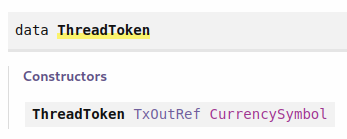 data ThreadToken
Constructors
ThreadToken TxOutRef CurrencySymbol